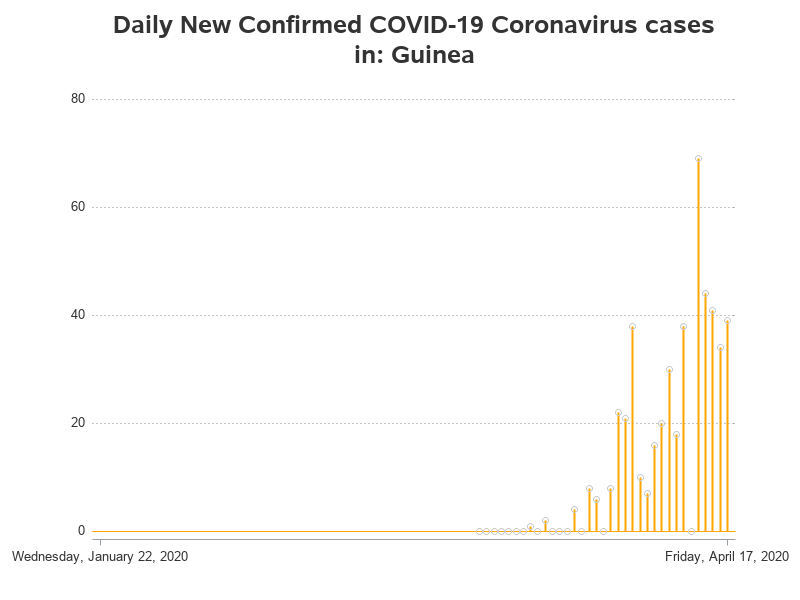 Daily New Confirmed COVID-19 Coronavirus cases
in: Guinea
80
60
40
20
0
Wednesday, January 22, 2020
Friday, April 17, 2020